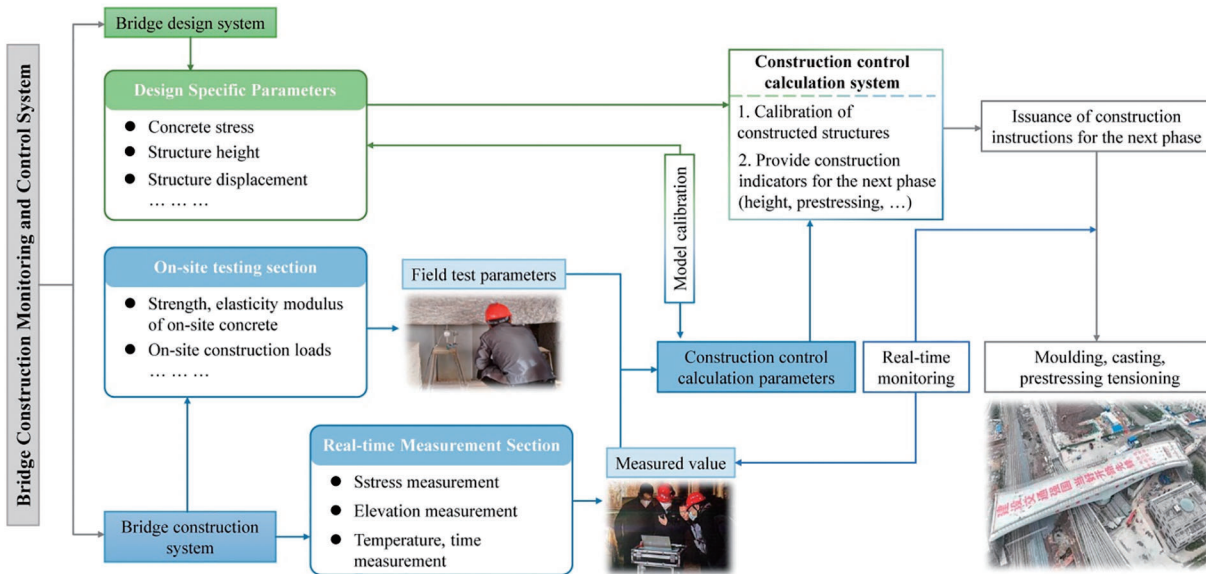 Bridge Construction Monitoring and Control System
Bridge design system
Design Specific Parameters
● Concrete stress
● Structure height
● Structure displacement
… … …
On-site testing section
● Strength, elasticity modulus
of on-site concrete
● On-site construction loads
… … …
Bridge construction
system
Real-time Measurement Section
● Sstress measurement
● Elevation measurement
● Temperature, time
measurement
Field test parameters
Measured value
Model calibration
Construction control
calculation parameters
Construction control
calculation system
1. Calibration of
constructed structures
2. Provide construction
indicators for the next phase
(height, prestressing, …)
Real-time
monitoring
Issuance of construction
instructions for the next phase
Moulding, casting,
prestressing tensioning